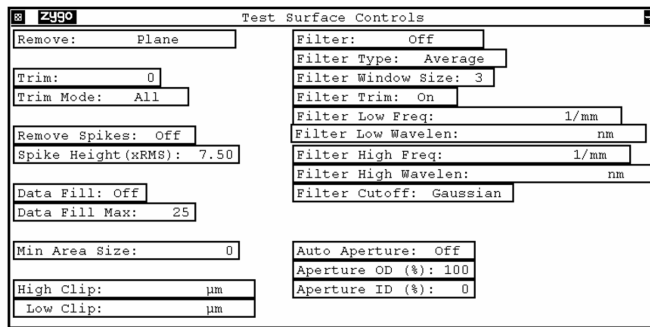 zygo Test Surface Controls
Remove: Plane
Trim: 0
Trim Mode: All
Remove Spikes: Off
Spike Height(xRMS): 7.50
Data Fill: Off
Data Fill Max: 25
Min Area Size: 0
High Clip: µm
Low Clip: µm
Filter: Off
Filter Type: Average
Filter Window Size: 3
Filter Trim: On
Filter Low Freq: 1/mm
Filter Low Wavelen: nm
Filter High Freq: 1/mm
Filter High Wavelen: nm
Filter Cutoff: Gaussian
Auto Aperture: Off
Aperture OD (%): 100
Aperture ID (%): 0